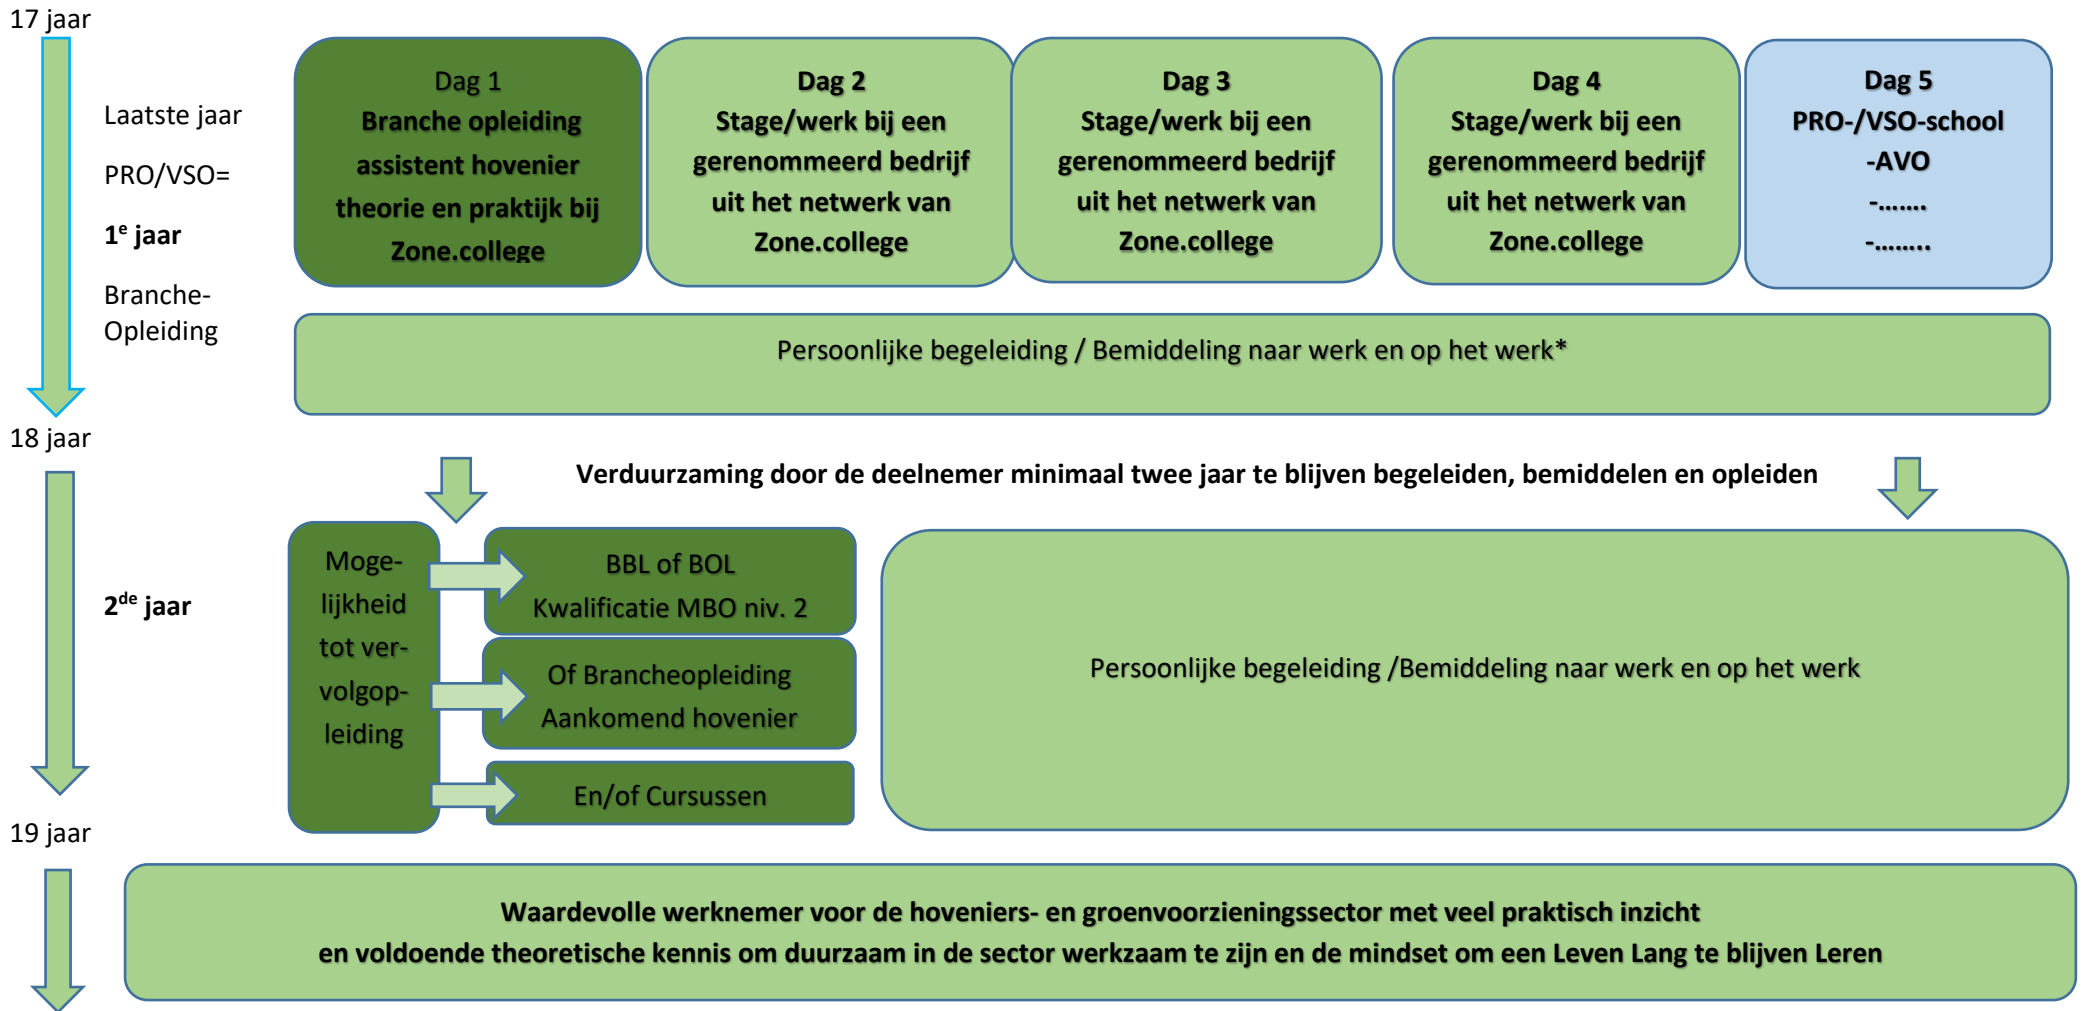 17 jaar
Laatste jaar
PRO/VSO=
1e jaar
Branche-
Opleiding
Dag 1
Branche opleiding
assistent hovenier
theorie en praktijk bij
Zone.college
Dag 2
Stage/werk bij een
gerenommeerd bedrijf
uit het netwerk van
Zone.college
Dag 3
Stage/werk bij een
gerenommeerd bedrijf
uit het netwerk van
Zone.college
Dag 4
Stage/werk bij een
gerenommeerd bedrijf
uit het netwerk van
Zone.college
Dag 5
PRO-/VSO-school
-AVO
-.......
-........
Persoonlijke begeleiding / Bemiddeling naar werk en op het werk*
18 jaar
Verduurzaming door de deelnemer minimaal twee jaar te blijven begeleiden, bemiddelen en opleiden
2de jaar
Moge-
lijkheid
tot ver-
volgop-
leiding
BBL of BOL
Kwalificatie MBO niv. 2
Of Brancheopleiding
Aankomend hovenier
En/of Cursussen
Persoonlijke begeleiding /Bemiddeling naar werk en op het werk
19 jaar
Waardevolle werknemer voor de hoveniers- en groenvoorzieningssector met veel praktisch inzicht
en voldoende theoretische kennis om duurzaam in de sector werkzaam te zijn en de mindset om een Leven Lang te blijven Leren